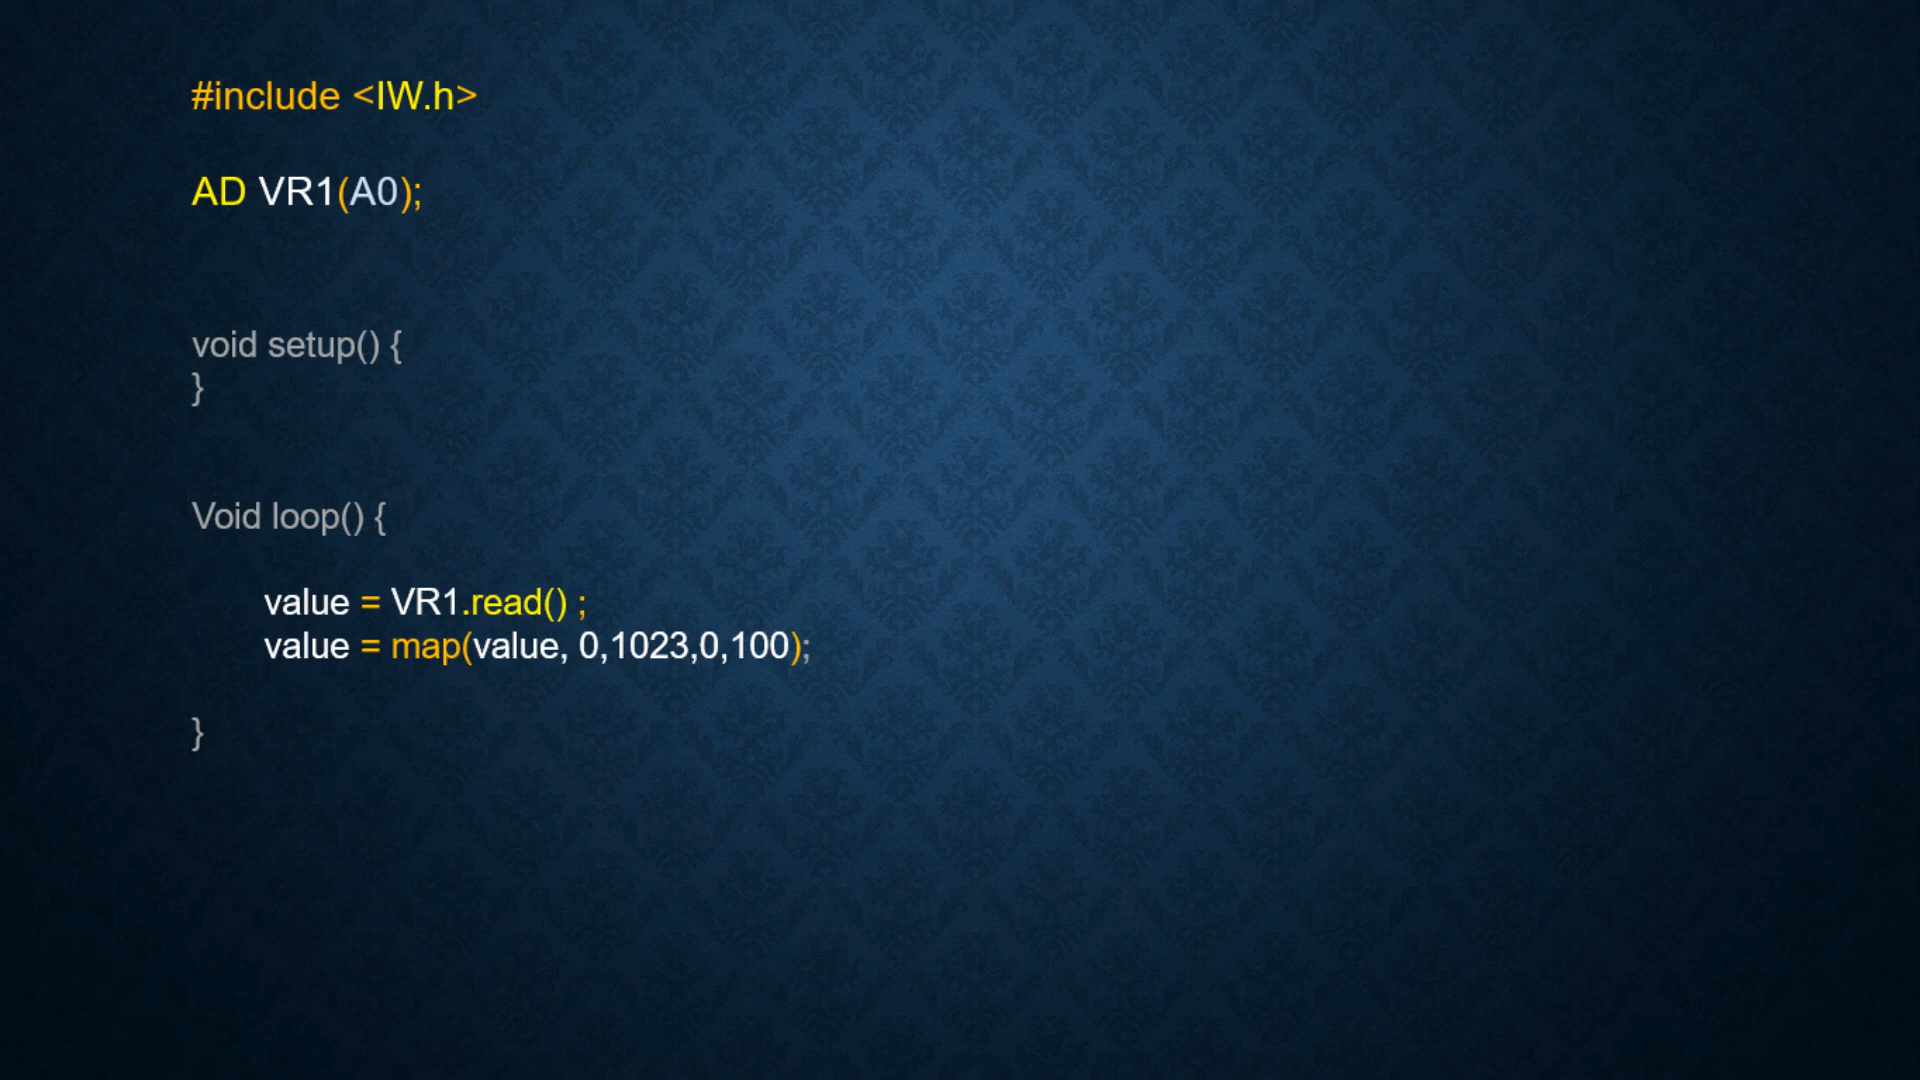 #include <IW.h>
AD VR1(A0);
void setup() {
}
Void loop() {
value = VR1.read() ;
value = map(value, 0,1023,0,100);
}